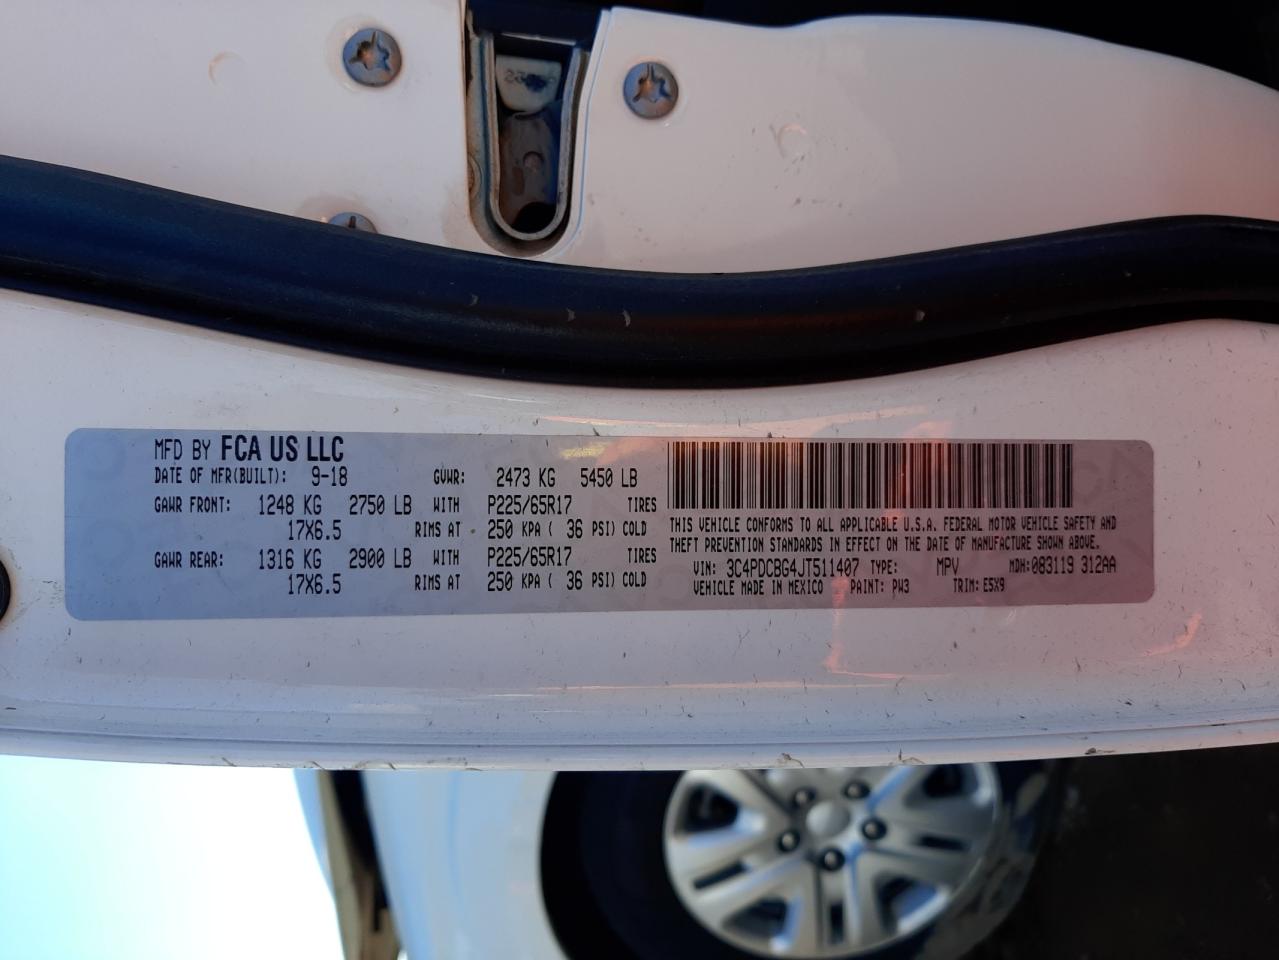 MFD BY FCA US LLC
DATE OF MFR(BUILT): 9-18 GVWR: 2473 KG 5450 LB
GAWR FRONT: 1248 KG 2750 LB WITH P225/65R17 TIRES
17X6.5 RIMS AT 250 KPA ( 36 PSI) COLD
GAWR REAR: 1316 KG 2900 LB WITH P225/65R17 TIRES
17X6.5 RIMS AT 250 KPA ( 36 PSI) COLD
THIS VEHICLE CONFORMS TO ALL APPLICABLE U.S.A. FEDERAL MOTOR VEHICLE SAFETY AND
THEFT PREVENTION STANDARDS IN EFFECT ON THE DATE OF MANUFACTURE SHOWN ABOVE.
VIN: 3C4PDCBG4JT511407 TYPE: MPV MDH: 083119 312AA
VEHICLE MADE IN MEXICO PAINT: PW3 TRIM: E5X9